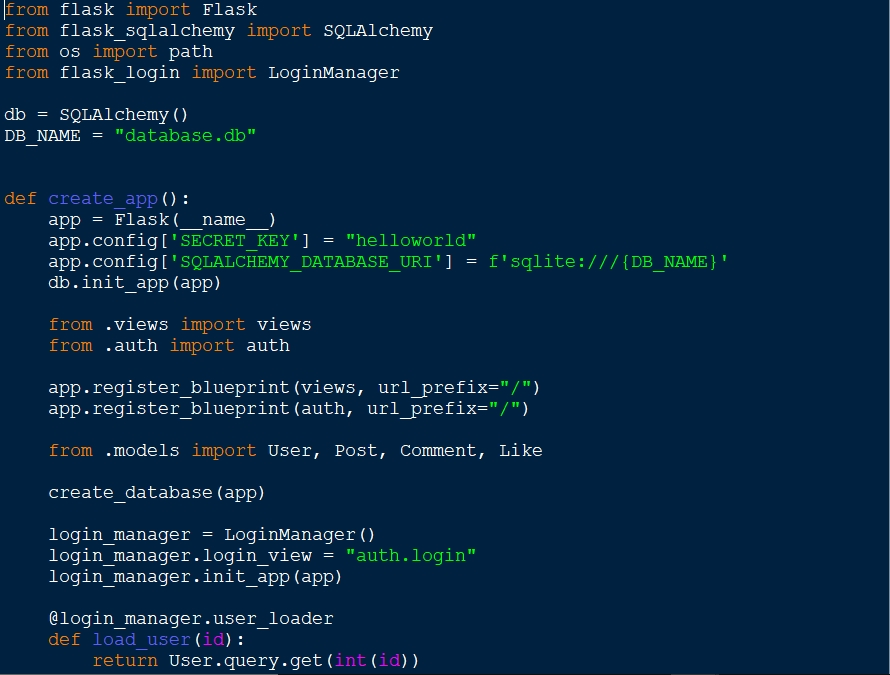 from flask import Flask
from flask_sqlalchemy import SQLAlchemy
from os import path
from flask_login import LoginManager

db = SQLAlchemy()
DB_NAME = "database.db"


def create_app():
    app = Flask(__name__)
    app.config['SECRET_KEY'] = "helloworld"
    app.config['SQLALCHEMY_DATABASE_URI'] = f'sqlite:///{DB_NAME}'
    db.init_app(app)

    from .views import views
    from .auth import auth

    app.register_blueprint(views, url_prefix="/")
    app.register_blueprint(auth, url_prefix="/")

    from .models import User, Post, Comment, Like

    create_database(app)

    login_manager = LoginManager()
    login_manager.login_view = "auth.login"
    login_manager.init_app(app)

    @login_manager.user_loader
    def load_user(id):
        return User.query.get(int(id))